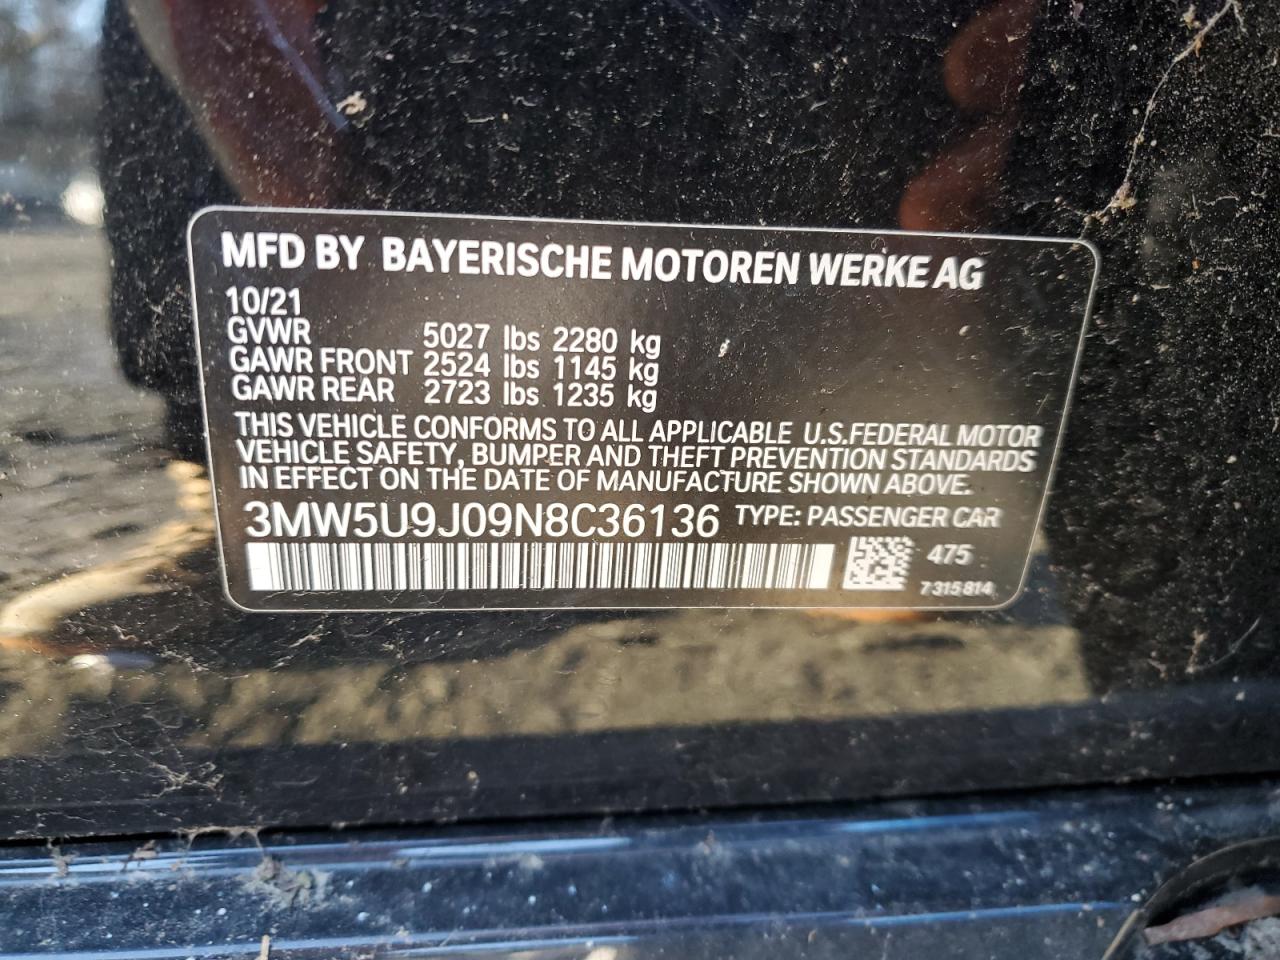 MFD BY BAYERISCHE MOTOREN WERKE AG
10/21
GVWR 5027 lbs 2280 kg
GAWR FRONT 2524 lbs 1145 kg
GAWR REAR 2723 lbs 1235 kg
THIS VEHICLE CONFORMS TO ALL APPLICABLE U.S.FEDERAL MOTOR
VEHICLE SAFETY, BUMPER AND THEFT PREVENTION STANDARDS
IN EFFECT ON THE DATE OF MANUFACTURE SHOWN ABOVE.
3MW5U9J09N8C36136 TYPE: PASSENGER CAR
475
7 315 814